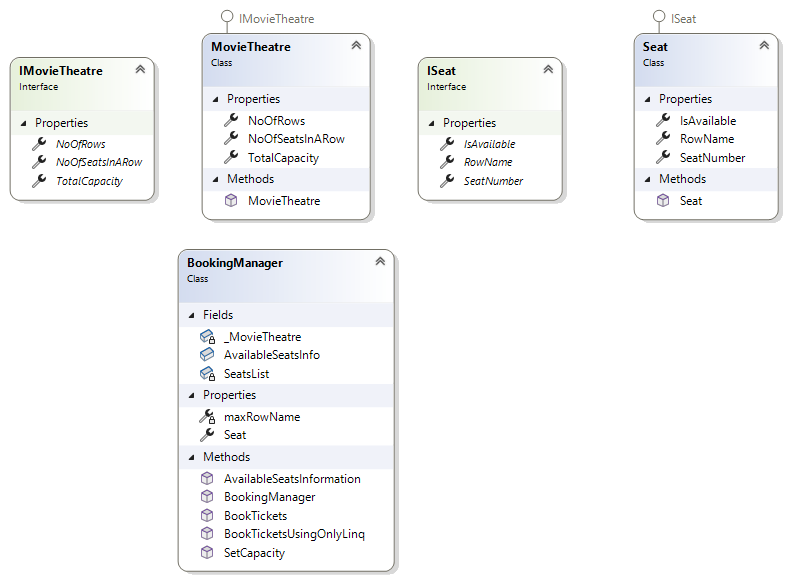 IMovieTheatre
Interface
Properties
NoOfRows
NoOfSeatsInARow
TotalCapacity
IMovieTheatre
MovieTheatre
Class
Properties
NoOfRows
NoOfSeatsInARow
TotalCapacity
Methods
MovieTheatre
ISeat
Interface
Properties
IsAvailable
RowName
SeatNumber
ISeat
Seat
Class
Properties
IsAvailable
RowName
SeatNumber
Methods
Seat
BookingManager
Class
Fields
_MovieTheatre
AvailableSeatsInfo
SeatsList
Properties
maxRowName
Seat
Methods
AvailableSeatsInformation
BookingManager
BookTickets
BookTicketsUsingOnlyLinq
SetCapacity